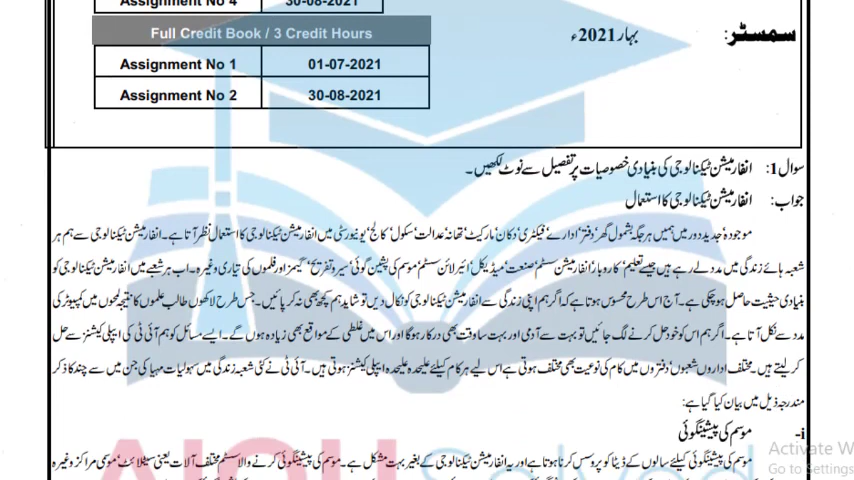 Assignment No 4 30-08-2021
Full Credit Book / 3 Credit Hours
سمسٹر: بہار 2021ء
Assignment No 1 01-07-2021
Assignment No 2 30-08-2021
سوال 1: انفارمیشن ٹیکنالوجی کی بنیادی خصوصیات پر تفصیل سے نوٹ لکھیں۔
جواب: انفارمیشن ٹیکنالوجی کا استعمال
موجودہ جدید دور میں ہمیں ہر جگہ بشمول گھر' دفتر' ادارے' فیکٹری' دکان' مارکیٹ' تھانہ' عدالت' سکول' کالج' یونیورسٹی میں انفارمیشن ٹیکنالوجی کا استعمال نظر آتا ہے۔ انفارمیشن ٹیکنالوجی سے ہم ہر
شعبہ ہائے زندگی میں مدد لے رہے ہیں جیسے تعلیم' کاروبار' انفارمیشن سسٹم' صنعت' میڈیکل' ائیر لائن سسٹم' موسم کی پیشین گوئی' سیر و تفریح' گیمز اور فلموں کی تیاری وغیرہ۔ اب ہر شعبے میں انفارمیشن ٹیکنالوجی کو
بنیادی حیثیت حاصل ہو چکی ہے۔ آج اس طرح محسوس ہوتا ہے کہ اگر ہم اپنی زندگی سے انفارمیشن ٹیکنالوجی کو نکال دیں تو شاید ہم کچھ بھی نہ کر پائیں۔ جس طرح لاکھوں طالب علموں کا نتیجہ لمحوں میں کمپیوٹر کی
مدد سے نکل آتا ہے۔ اگر ہم اس کو خود حل کرنے لگ جائیں تو بہت سے آدمی اور بہت سا وقت بھی درکار ہوگا اور اس میں غلطی کے مواقع بھی زیادہ ہوں گے۔ ایسے مسائل کو ہم آئی ٹی کی ایپلی کیشنز سے حل
کر لیتے ہیں۔ مختلف اداروں' شعبوں' دفتروں میں کام کی نوعیت بھی مختلف ہوتی ہے اس لیے ہر کام کیلئے علیحدہ علیحدہ ایپلی کیشنز ہوتی ہیں۔ آئی ٹی نے کئی شعبہ زندگی میں سہولیات مہیا کی جن میں سے چند کا ذکر
مندرجہ ذیل میں بیان کیا گیا ہے:
i- موسم کی پیشینگوئی
موسم کی پیشینگوئی کیلئے سالوں کے ڈیٹا کو پروسس کرنا ہوتا ہے اور یہ انفارمیشن ٹیکنالوجی کے بغیر بہت مشکل ہے۔ موسم کی پیشینگوئی کرنے والا سسٹم مختلف آلات یعنی سیٹلائٹ' موسمی مراکز وغیرہ
Activate W
Go to Settings